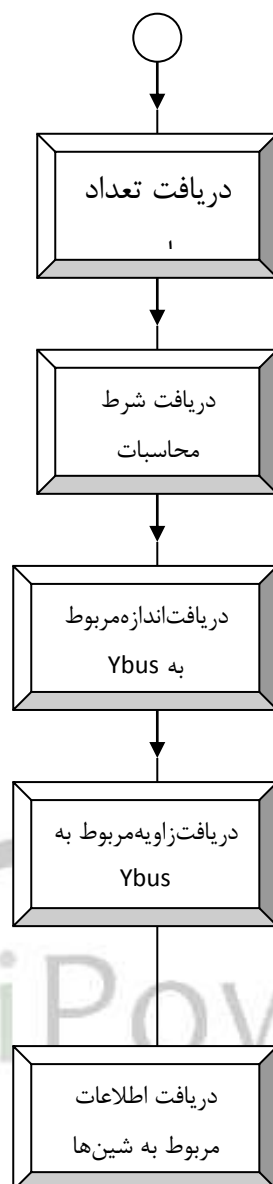 دریافت تعداد
دریافت شرط
محاسبات
دریافت‌اندازه‌مربوط
به Ybus
دریافت‌زاویه‌مربوط به
Ybus
iPow
دریافت اطلاعات
مربوط به شین‌ها